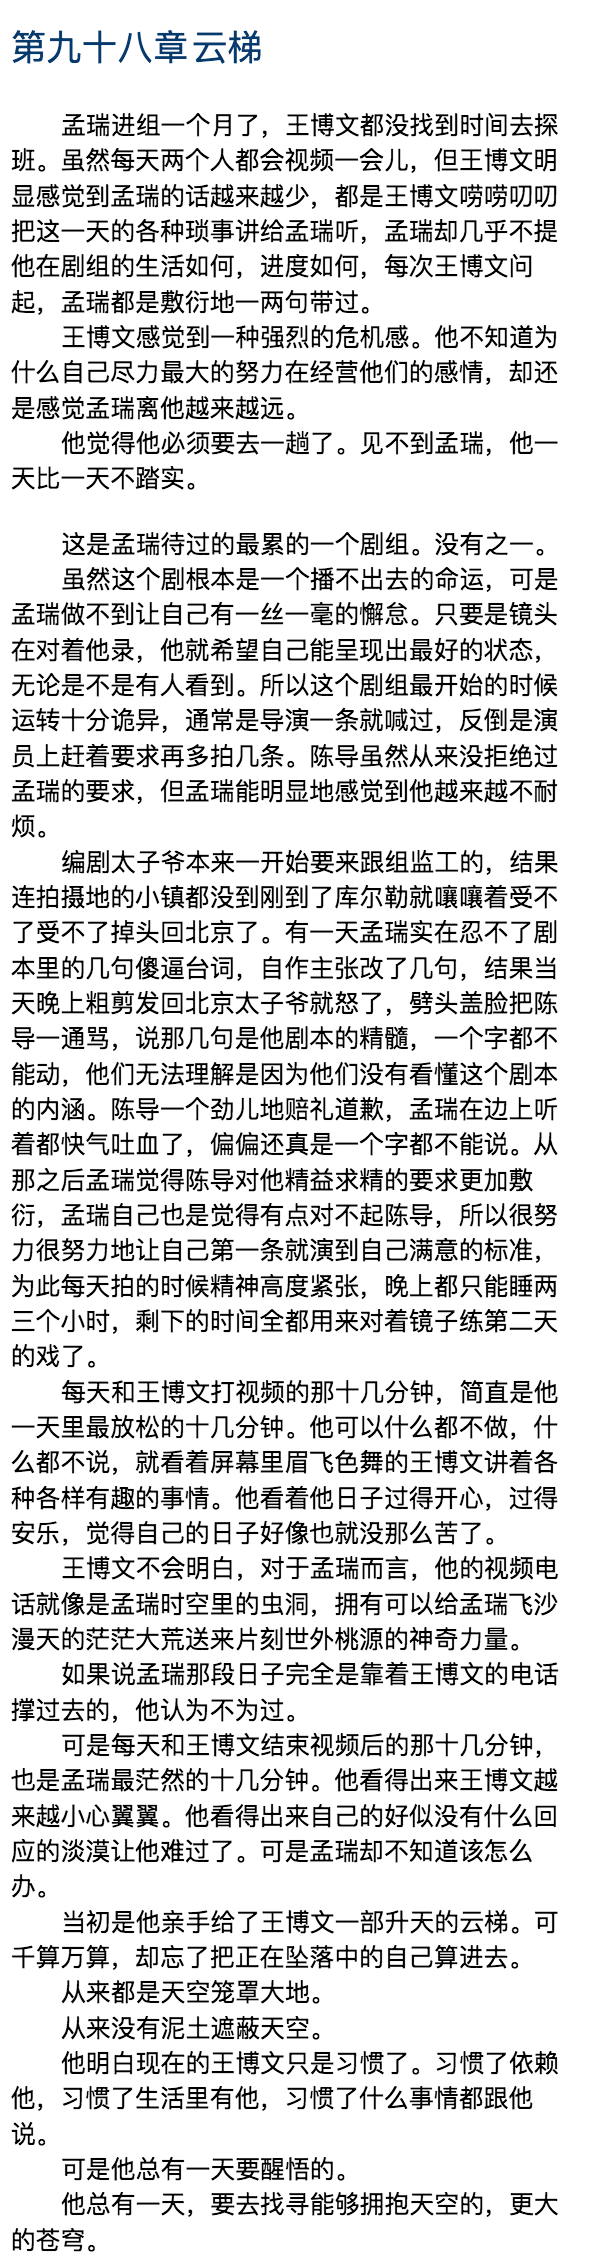 第九十八章 云梯
孟瑞进组一个月了，王博文都没找到时间去探
班。虽然每天两个人都会视频一会儿，但王博文明
显感觉到孟瑞的话越来越少，都是王博文唠唠叨叨
把这一天的各种琐事讲给孟瑞听，孟瑞却几乎不提
他在剧组的生活如何，进度如何，每次王博文问
起，孟瑞都是敷衍地一两句带过。
王博文感觉到一种强烈的危机感。他不知道为
什么自己尽力最大的努力在经营他们的感情，却还
是感觉孟瑞离他越来越远。
他觉得他必须要去一趟了。见不到孟瑞，他一
天比一天不踏实。
这是孟瑞待过的最累的一个剧组。没有之一。
虽然这个剧根本是一个播不出去的命运，可是
孟瑞做不到让自己有一丝一毫的懈怠。只要是镜头
在对着他录，他就希望自己能呈现出最好的状态，
无论是不是有人看到。所以这个剧组最开始的时候
运转十分诡异，通常是导演一条就喊过，反倒是演
员上赶着要求再多拍几条。陈导虽然从来没拒绝过
孟瑞的要求，但孟瑞能明显地感觉到他越来越不耐
烦。
编剧太子爷本来一开始要来跟组监工的，结果
连拍摄地的小镇都没到刚到了库尔勒就嚷嚷着受不
了受不了掉头回北京了。有一天孟瑞实在忍不了剧
本里的几句傻逼台词，自作主张改了几句，结果当
天晚上粗剪发回北京太子爷就怒了，劈头盖脸把陈
导一通骂，说那几句是他剧本的精髓，一个字都不
能动，他们无法理解是因为他们没有看懂这个剧本
的内涵。陈导一个劲儿地赔礼道歉，孟瑞在边上听
着都快气吐血了，偏偏还真是一个字都不能说。从
那之后孟瑞觉得陈导对他精益求精的要求更加敷
衍，孟瑞自己也是觉得有点对不起陈导，所以很努
力很努力地让自己第一条就演到自己满意的标准，
为此每天拍的时候精神高度紧张，晚上都只能睡两
三个小时，剩下的时间全都用来对着镜子练第二天
的戏了。
每天和王博文打视频的那十几分钟，简直是他
一天里最放松的十几分钟。他可以什么都不做，什
么都不说，就看着屏幕里眉飞色舞的王博文讲着各
种各样有趣的事情。他看着他日子过得开心，过得
安乐，觉得自己的日子好像也就没那么苦了。
王博文不会明白，对于孟瑞而言，他的视频电
话就像是孟瑞时空里的虫洞，拥有可以给孟瑞飞沙
漫天的茫茫大荒送来片刻世外桃源的神奇力量。
如果说孟瑞那段日子完全是靠着王博文的电话
撑过去的，他认为不为过。
可是每天和王博文结束视频后的那十几分钟，
也是孟瑞最茫然的十几分钟。他看得出来王博文越
来越小心翼翼。他看得出来自己的好似没有什么回
应的淡漠让他难过了。可是孟瑞却不知道该怎么
办。
当初是他亲手给了王博文一部升天的云梯。可
千算万算，却忘了把正在坠落中的自己算进去。
从来都是天空笼罩大地。
从来没有泥土遮蔽天空。
他明白现在的王博文只是习惯了。习惯了依赖
他，习惯了生活里有他，习惯了什么事情都跟他
说。
可是他总有一天要醒悟的。
他总有一天，要去找寻能够拥抱天空的，更大
的苍穹。